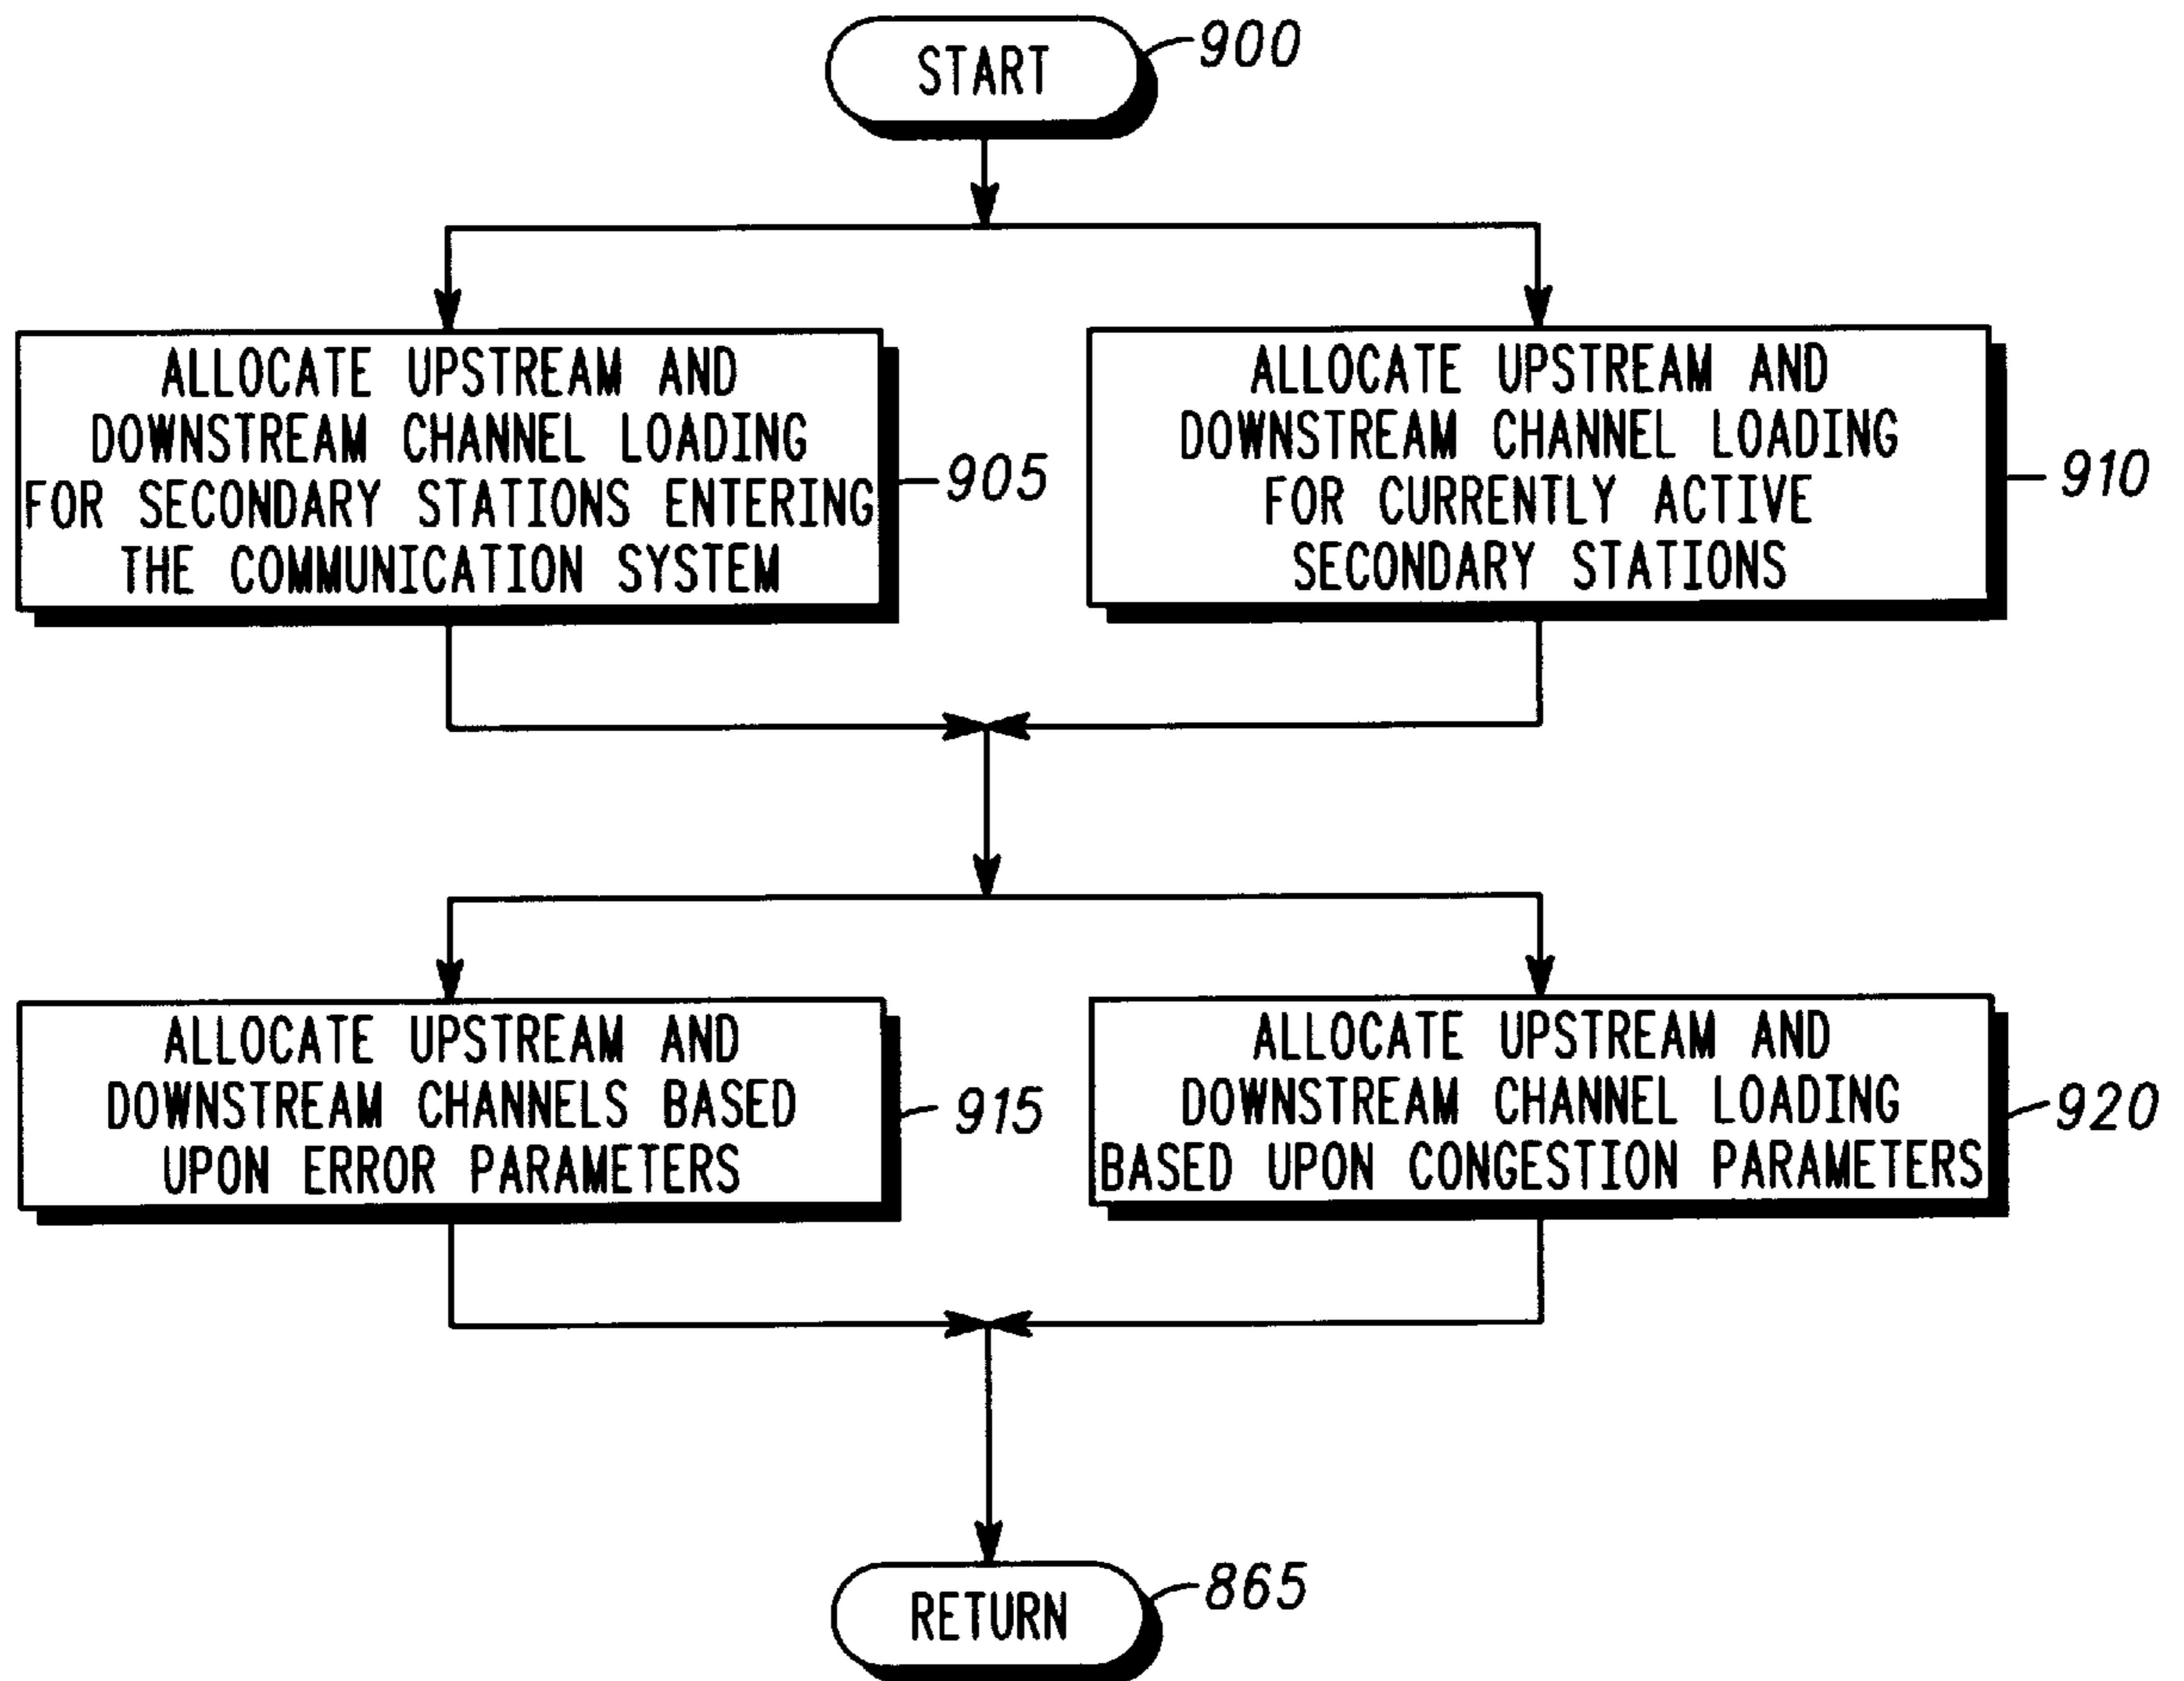 START
900
ALLOCATE UPSTREAM AND
DOWNSTREAM CHANNEL LOADING
FOR SECONDARY STATIONS ENTERING
THE COMMUNICATION SYSTEM
905
ALLOCATE UPSTREAM AND
DOWNSTREAM CHANNEL LOADING
FOR CURRENTLY ACTIVE
SECONDARY STATIONS
910
ALLOCATE UPSTREAM AND
DOWNSTREAM CHANNELS BASED
UPON ERROR PARAMETERS
915
ALLOCATE UPSTREAM AND
DOWNSTREAM CHANNEL LOADING
BASED UPON CONGESTION PARAMETERS
920
RETURN
865